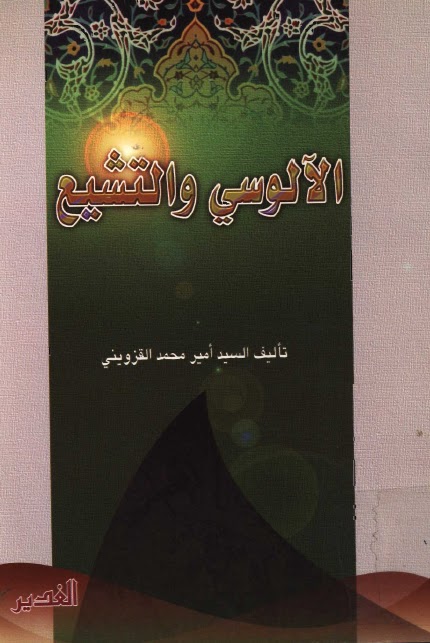 الآلوسي والتشيع
تأليف السيد أمير محمد القزويني
الغدير